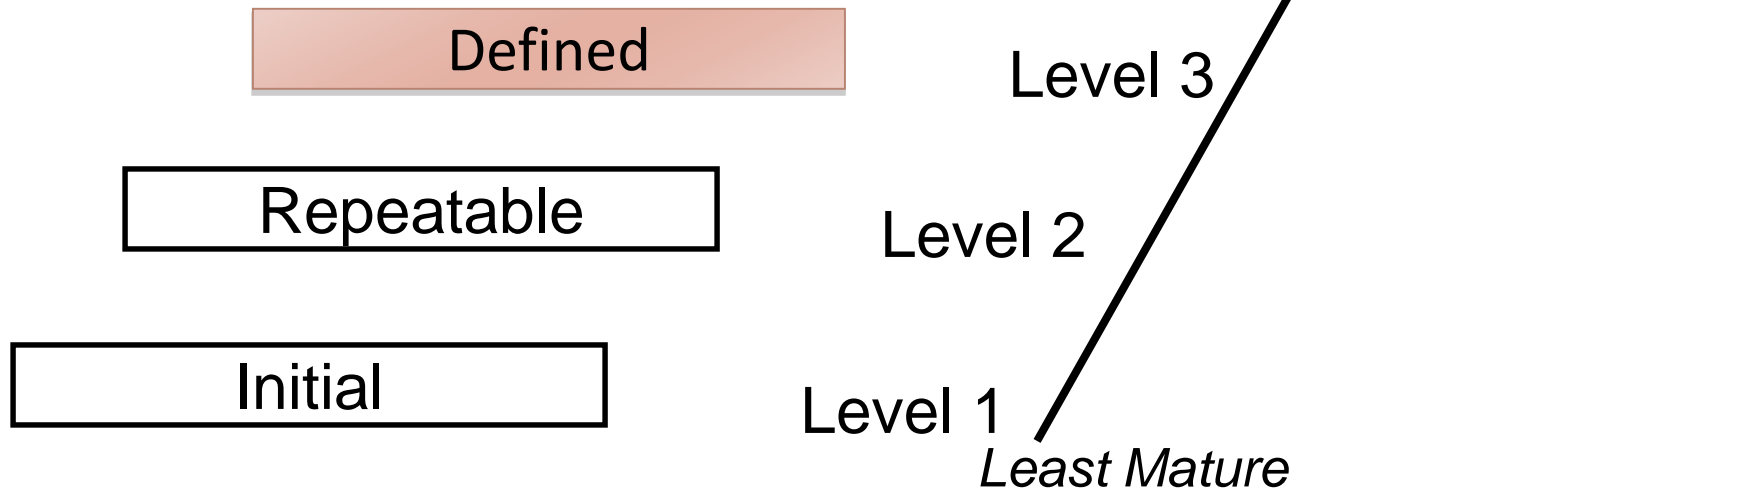 Defined
Level 3
Repeatable
Level 2
Initial
Level 1
Least Mature